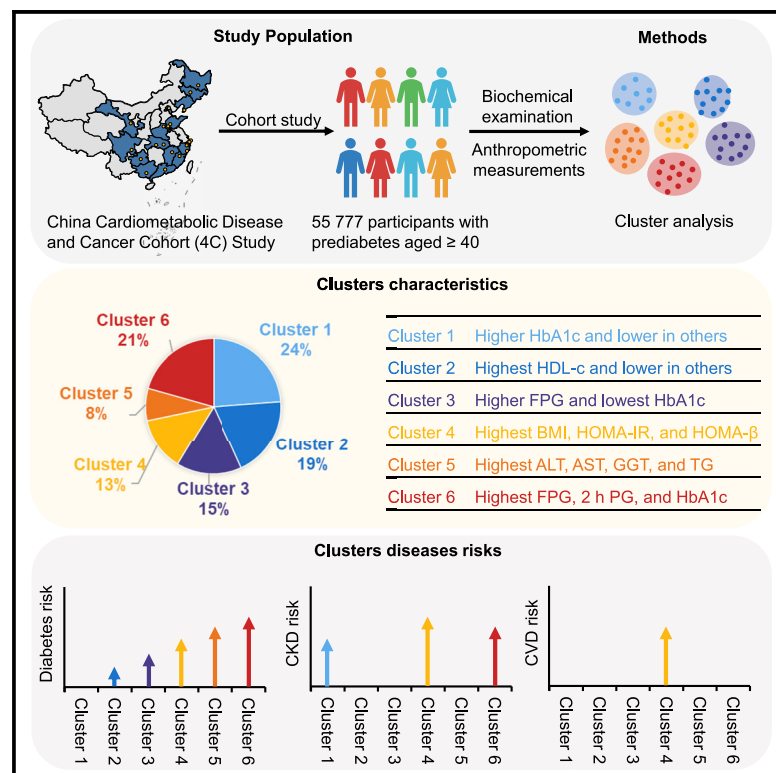 Study Population
Methods
Cohort study
Biochemical
examination
Anthropometric
measurements
China Cardiometabolic Disease
and Cancer Cohort (4C) Study
55 777 participants with
prediabetes aged ≥ 40
Cluster analysis
Clusters characteristics
Cluster 1
24%
Cluster 2
19%
Cluster 3
15%
Cluster 4
13%
Cluster 5
8%
Cluster 6
21%
Cluster 1 Higher HbA1c and lower in others
Cluster 2 Highest HDL-c and lower in others
Cluster 3 Higher FPG and lowest HbA1c
Cluster 4 Highest BMI, HOMA-IR, and HOMA-β
Cluster 5 Highest ALT, AST, GGT, and TG
Cluster 6 Highest FPG, 2 h PG, and HbA1c
Clusters diseases risks
Diabetes risk
Cluster 1
Cluster 2
Cluster 3
Cluster 4
Cluster 5
Cluster 6
CKD risk
Cluster 1
Cluster 2
Cluster 3
Cluster 4
Cluster 5
Cluster 6
CVD risk
Cluster 1
Cluster 2
Cluster 3
Cluster 4
Cluster 5
Cluster 6